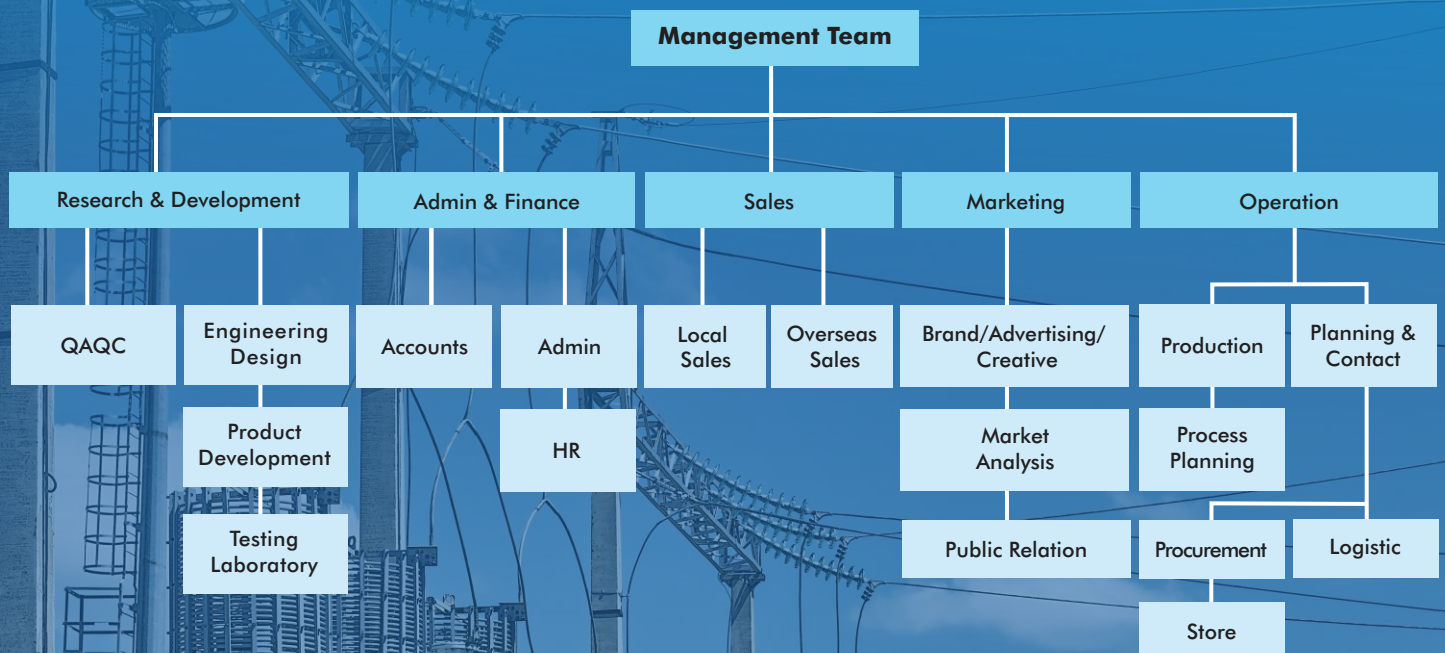 Management Team
Research & Development
Admin & Finance
Sales
Marketing
Operation
QAQC
Engineering
Design
Accounts
Admin
Local
Sales
Overseas
Sales
Brand/Advertising/
Creative
Production
Planning &
Contact
Product
Development
HR
Market
Analysis
Process
Planning
Testing
Laboratory
Public Relation
Procurement
Logistic
Store